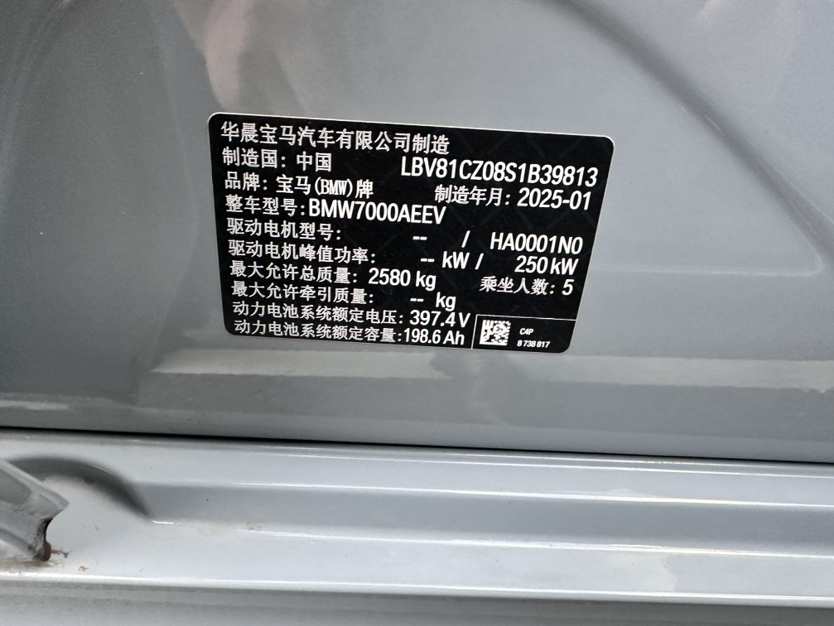 华晨宝马汽车有限公司制造
制造国: 中国 LBV81CZ08S1B39813
品牌: 宝马(BMW)牌 制造年月: 2025-01
整车型号:BMW7000AEEV
驱动电机型号: -- / HA0001N0
驱动电机峰值功率: -- kW / 250 kW
最大允许总质量: 2580 kg 乘坐人数: 5
最大允许牵引质量: -- kg
动力电池系统额定电压: 397.4 V
动力电池系统额定容量:198.6 Ah
C4P
8 738 817